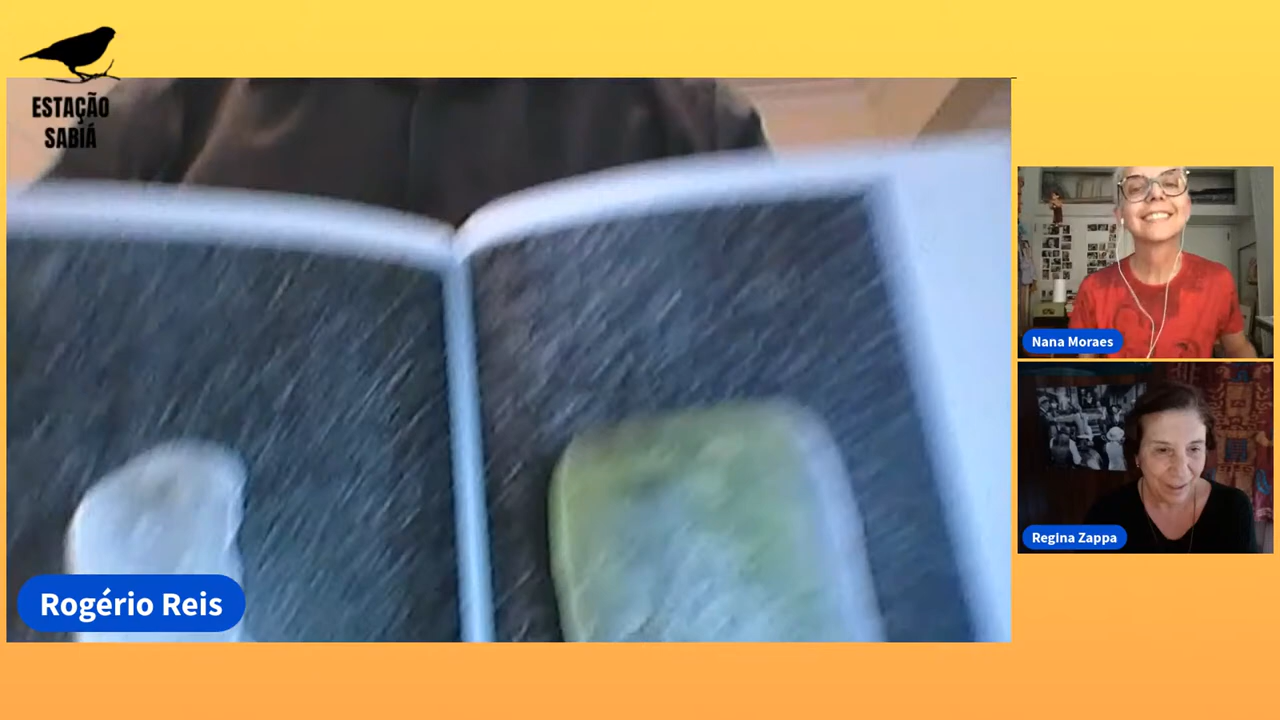 ESTAÇÃO
SABIÁ
Rogério Reis
Nana Moraes
RegIna Zappa